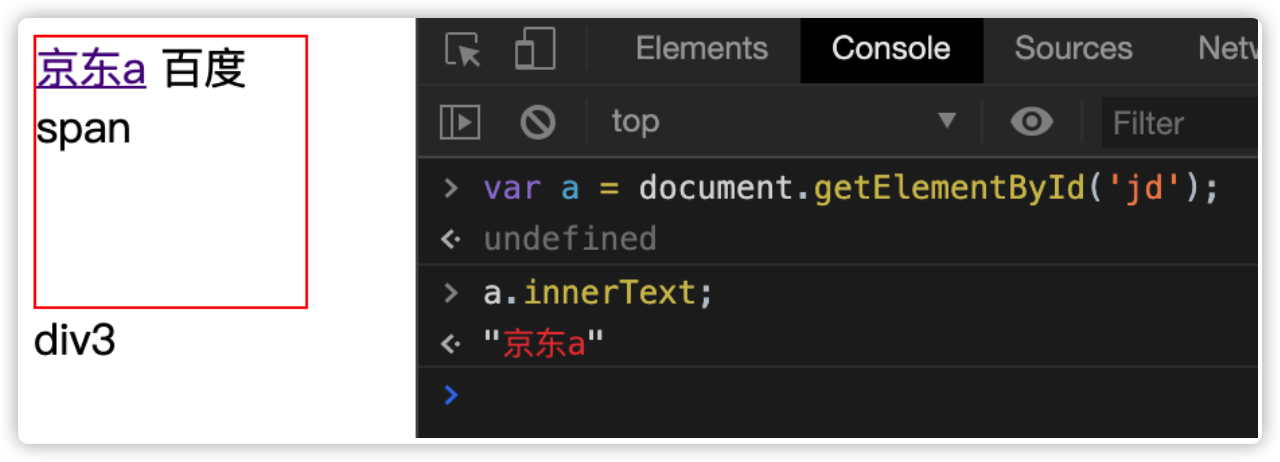 京东a 百度
span
div3
Elements Console Sources Netw
top Filter
> var a = document.getElementById('jd');
undefined
> a.innerText;
"京东a"
>